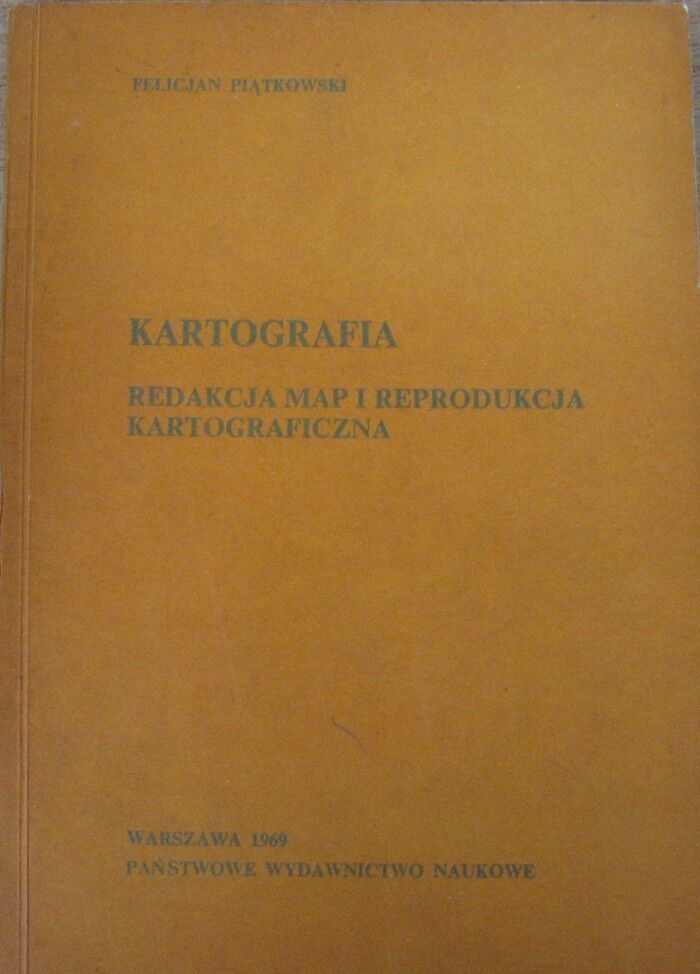 FELICJAN PIĄTKOWSKI
KARTOGRAFIA
REDAKCJA MAP I REPRODUKCJA
KARTOGRAFICZNA
WARSZAWA 1969
PAŃSTWOWE WYDAWNICTWO NAUKOWE